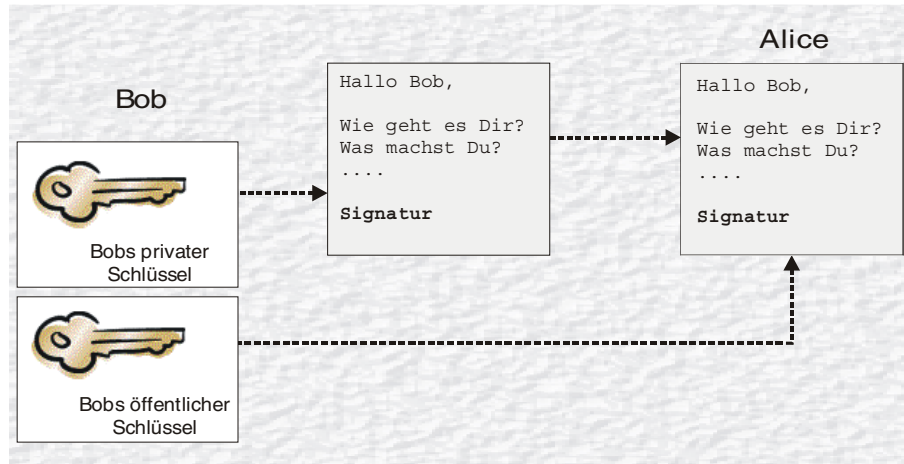 Bob
Bobs privater
Schlüssel
Bobs öffentlicher
Schlüssel
Hallo Bob,
Wie geht es Dir?
Was machst Du?
....
Signatur
Alice
Hallo Bob,
Wie geht es Dir?
Was machst Du?
....
Signatur